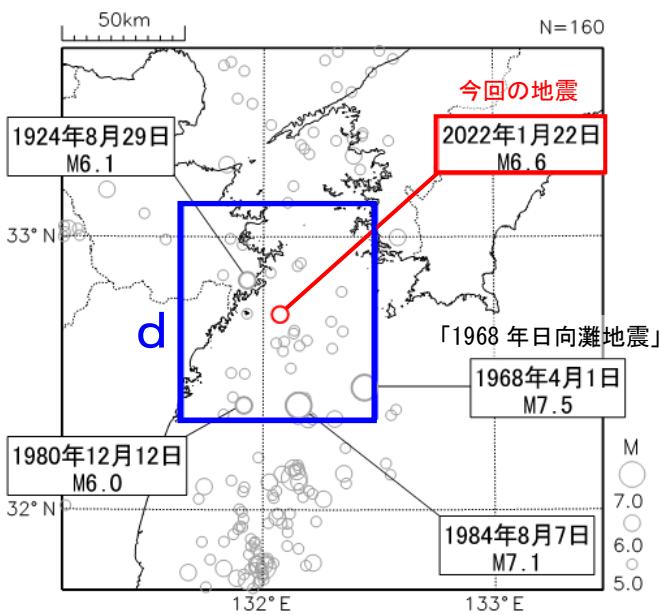 50km
N=160
今回の地震
1924年8月29日
M6.1
2022年1月22日
M6.6
33°N
d
「1968 年日向灘地震」
1968年4月1日
M7.5
1980年12月12日
M6.0
M
7.0
6.0
5.0
32°N
1984年8月7日
M7.1
132°E
133°E